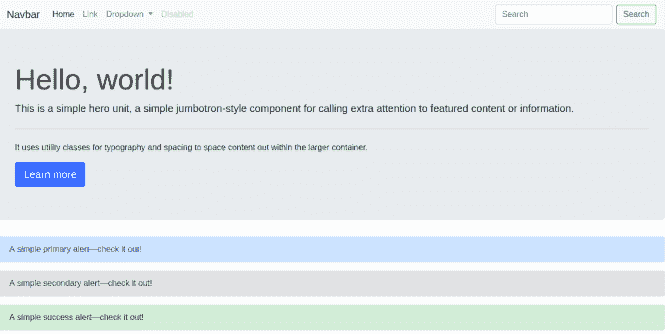 Navbar Home Link Dropdown Disabled Search Search
Hello, world!
This is a simple hero unit, a simple jumbotron-style component for calling extra attention to featured content or information.
It uses utility classes for typography and spacing to space content out within the larger container.
Learn more
A simple primary alert—check it out!
A simple secondary alert—check it out!
A simple success alert—check it out!